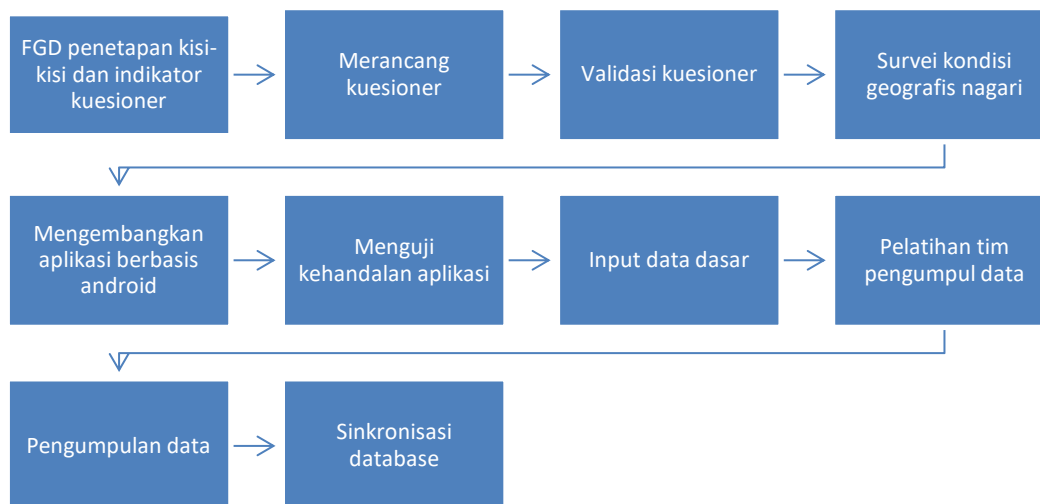 FGD penetapan kisi-
kisi dan indikator
kuesioner
Merancang
kuesioner
Validasi kuesioner
Survei kondisi
geografis nagari
Mengembangkan
aplikasi berbasis
android
Menguji
kehandalan aplikasi
Input data dasar
Pelatihan tim
pengumpul data
Pengumpulan data
Sinkronisasi
database